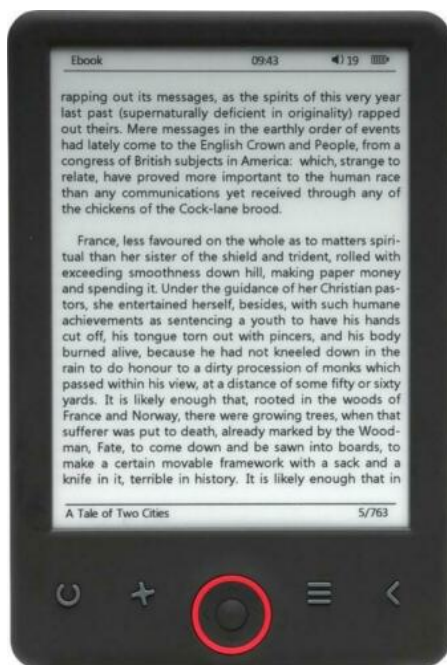 Ebook 09:43 19
rapping out its messages, as the spirits of this very year
last past (supernaturally deficient in originality) rapped
out theirs. Mere messages in the earthly order of events
had lately come to the English Crown and People, from a
congress of British subjects in America: which, strange to
relate, have proved more important to the human race
than any communications yet received through any of
the chickens of the Cock-lane brood.
France, less favoured on the whole as to matters spiri-
tual than her sister of the shield and trident, rolled with
exceeding smoothness down hill, making paper money
and spending it. Under the guidance of her Christian pas-
tors, she entertained herself, besides, with such humane
achievements as sentencing a youth to have his hands
cut off, his tongue torn out with pincers, and his body
burned alive, because he had not kneeled down in the
rain to do honour to a dirty procession of monks which
passed within his view, at a distance of some fifty or sixty
yards. It is likely enough that, rooted in the woods of
France and Norway, there were growing trees, when that
sufferer was put to death, already marked by the Wood-
man, Fate, to come down and be sawn into boards, to
make a certain movable framework with a sack and a
knife in it, terrible in history. It is likely enough that in
A Tale of Two Cities 5/763